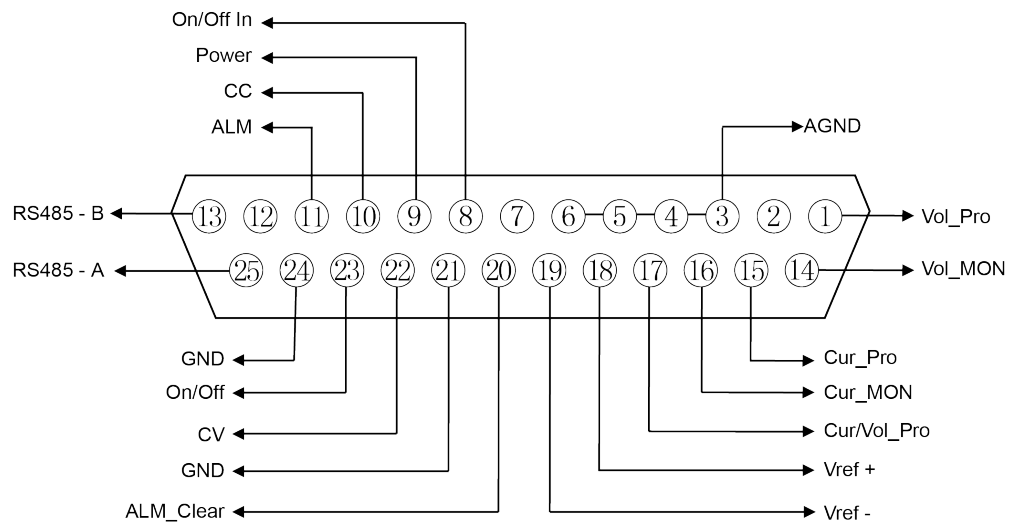 On/Off In
Power
CC
ALM
AGND
RS485 - B
13 12 11 10 9 8 7 6 5 4 3 2 1
Vol_Pro
RS485 - A
25 24 23 22 21 20 19 18 17 16 15 14
Vol_MON
GND
Cur_Pro
On/Off
Cur_MON
CV
Cur/Vol_Pro
GND
Vref +
ALM_Clear
Vref -